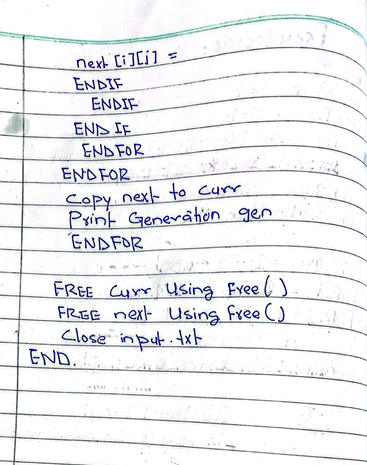 next [i][j] =
ENDIF
ENDIF
END IF
ENDFOR
ENDFOR
Copy next to curr
Print Generation gen
ENDFOR
FREE curr Using free()
FREE next Using free()
Close input.txt
END.